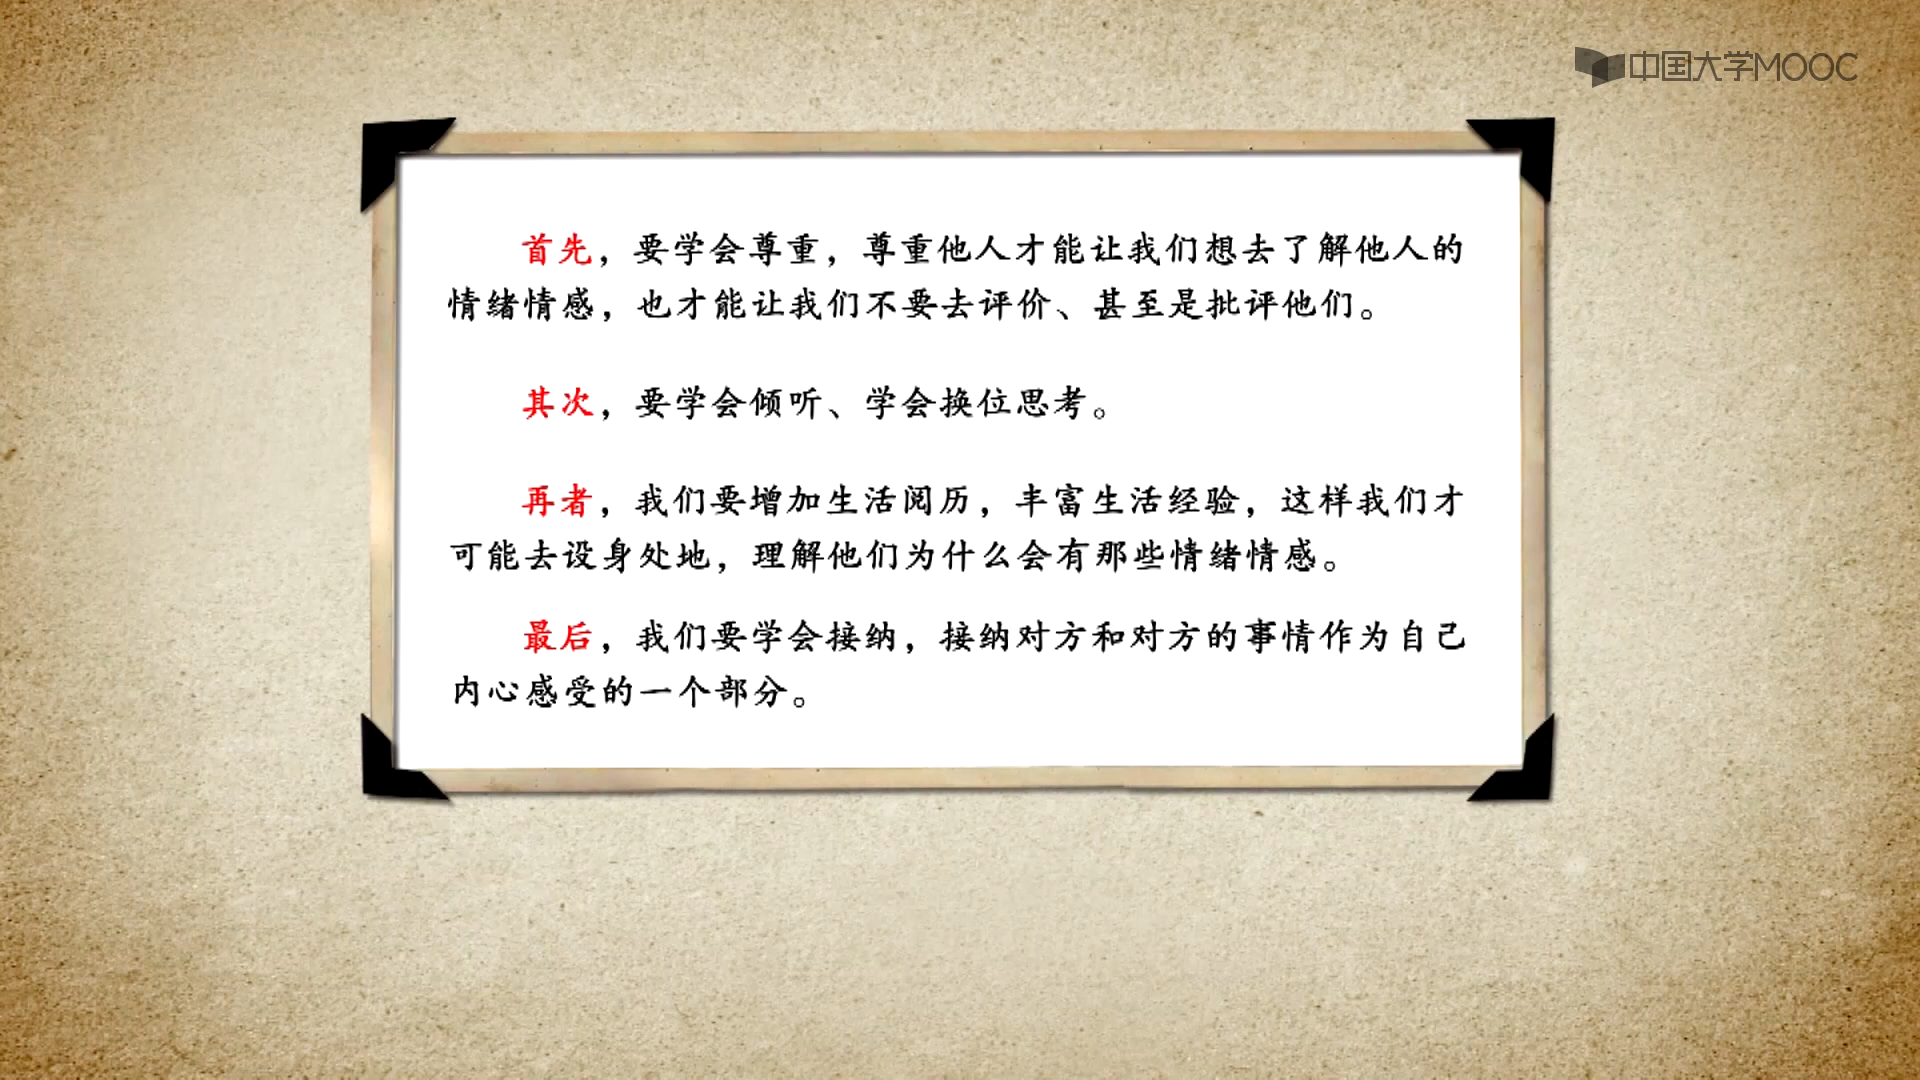 中国大学MOOC
首先，要学会尊重，尊重他人才能让我们想去了解他人的
情绪情感，也才能让我们不要去评价、甚至是批评他们。
其次，要学会倾听、学会换位思考。
再者，我们要增加生活阅历，丰富生活经验，这样我们才
可能去设身处地，理解他们为什么会有那些情绪情感。
最后，我们要学会接纳，接纳对方和对方的事情作为自己
内心感受的一个部分。